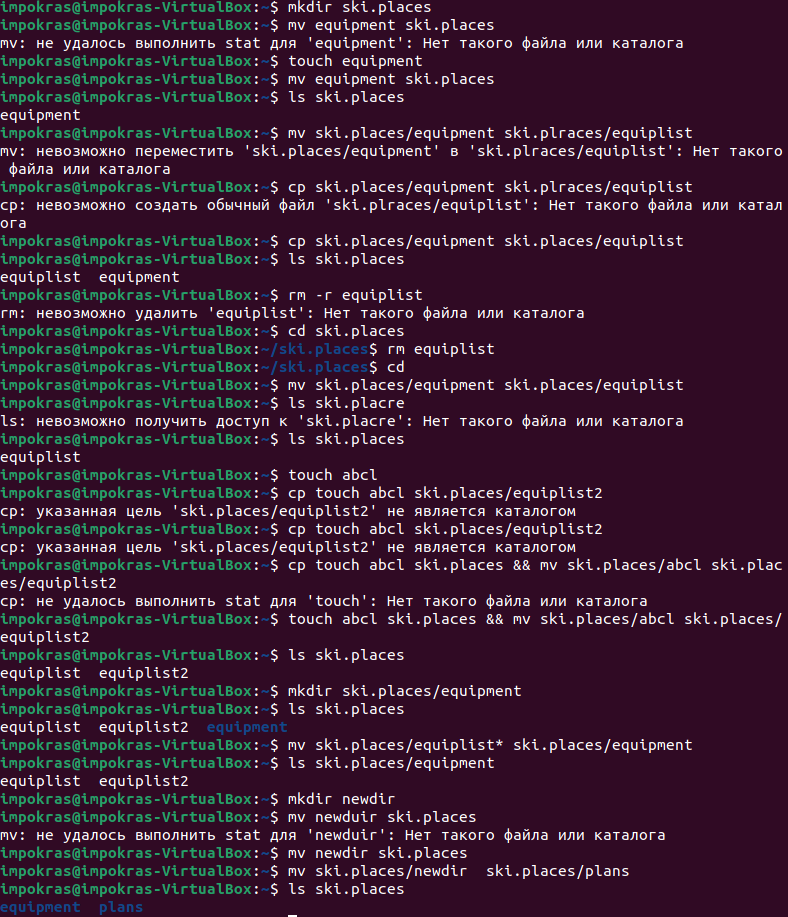 impokras@impokras-VirtualBox:~$ mkdir ski.places
impokras@impokras-VirtualBox:~$ mv equipment ski.places
mv: не удалось выполнить stat для 'equipment': Нет такого файла или каталога
impokras@impokras-VirtualBox:~$ touch equipment
impokras@impokras-VirtualBox:~$ mv equipment ski.places
impokras@impokras-VirtualBox:~$ ls ski.places
equipment
impokras@impokras-VirtualBox:~$ mv ski.places/equipment ski.plraces/equiplist
mv: невозможно переместить 'ski.places/equipment' в 'ski.plraces/equiplist': Нет такого
 файла или каталога
impokras@impokras-VirtualBox:~$ cp ski.places/equipment ski.plraces/equiplist
cp: невозможно создать обычный файл 'ski.plraces/equiplist': Нет такого файла или катал
ога
impokras@impokras-VirtualBox:~$ cp ski.places/equipment ski.places/equiplist
impokras@impokras-VirtualBox:~$ ls ski.places
equiplist  equipment
impokras@impokras-VirtualBox:~$ rm -r equiplist
rm: невозможно удалить 'equiplist': Нет такого файла или каталога
impokras@impokras-VirtualBox:~$ cd ski.places
impokras@impokras-VirtualBox:~/ski.places$ rm equiplist
impokras@impokras-VirtualBox:~/ski.places$ cd
impokras@impokras-VirtualBox:~$ mv ski.places/equipment ski.places/equiplist
impokras@impokras-VirtualBox:~$ ls ski.placre
ls: невозможно получить доступ к 'ski.placre': Нет такого файла или каталога
impokras@impokras-VirtualBox:~$ ls ski.places
equiplist
impokras@impokras-VirtualBox:~$ touch abcl
impokras@impokras-VirtualBox:~$ cp touch abcl ski.places/equiplist2
cp: указанная цель 'ski.places/equiplist2' не является каталогом
impokras@impokras-VirtualBox:~$ cp touch abcl ski.places/equiplist2
cp: указанная цель 'ski.places/equiplist2' не является каталогом
impokras@impokras-VirtualBox:~$ cp touch abcl ski.places && mv ski.places/abcl ski.plac
es/equiplist2
cp: не удалось выполнить stat для 'touch': Нет такого файла или каталога
impokras@impokras-VirtualBox:~$ touch abcl ski.places && mv ski.places/abcl ski.places/
equiplist2
impokras@impokras-VirtualBox:~$ ls ski.places
equiplist  equiplist2
impokras@impokras-VirtualBox:~$ mkdir ski.places/equipment
impokras@impokras-VirtualBox:~$ ls ski.places
equiplist  equiplist2  equipment
impokras@impokras-VirtualBox:~$ mv ski.places/equiplist* ski.places/equipment
impokras@impokras-VirtualBox:~$ ls ski.places/equipment
equiplist  equiplist2
impokras@impokras-VirtualBox:~$ mkdir newdir
impokras@impokras-VirtualBox:~$ mv newduir ski.places
mv: не удалось выполнить stat для 'newduir': Нет такого файла или каталога
impokras@impokras-VirtualBox:~$ mv newdir ski.places
impokras@impokras-VirtualBox:~$ mv ski.places/newdir  ski.places/plans
impokras@impokras-VirtualBox:~$ ls ski.places
equipment  plans